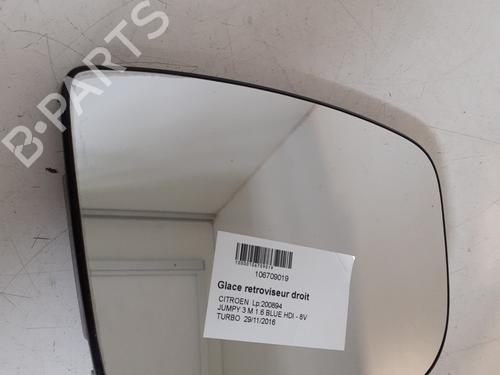 B-PARTS
10000106709019
106709019
Glace retroviseur droit
CITROEN Lp:200894
JUMPY 3 M 1.6 BLUE HDI - 8V
TURBO 29/11/2016